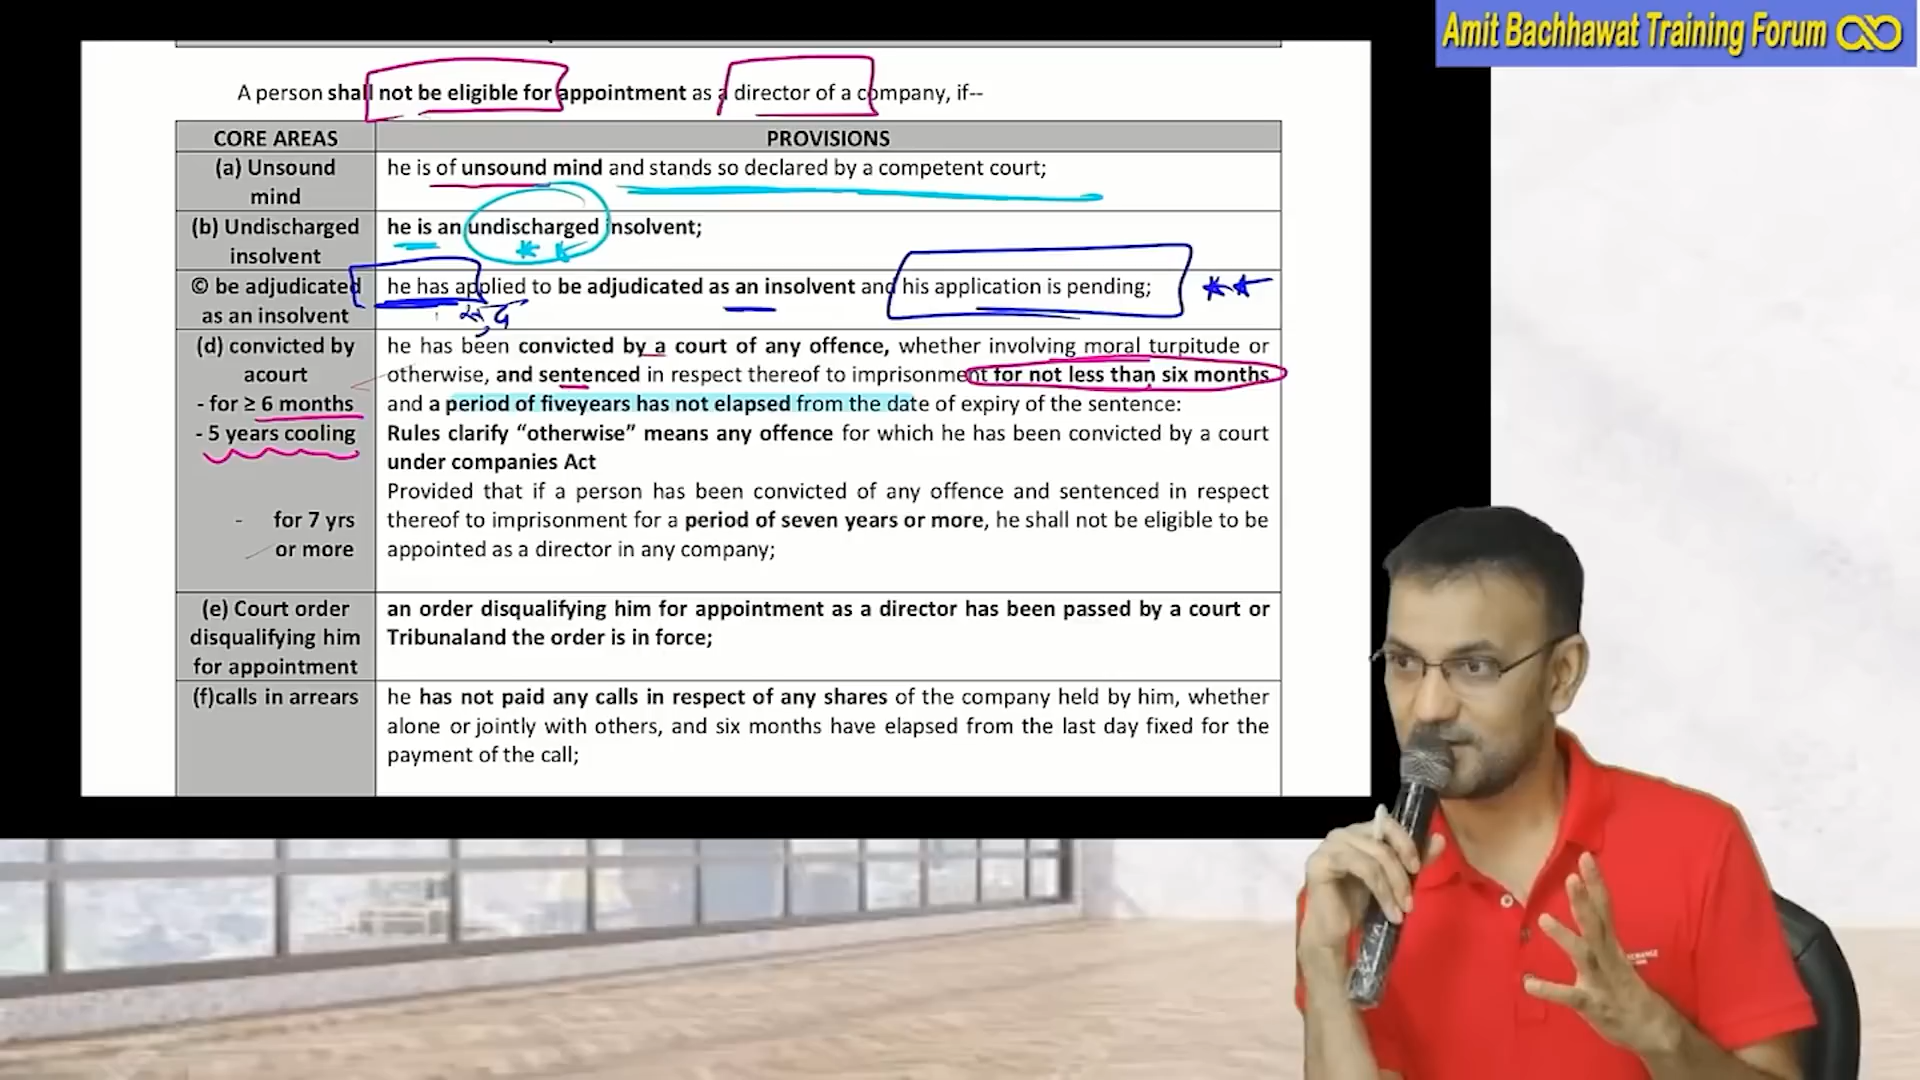 Amit Bachhawat Training Forum
A person shall not be eligible for appointment as a director of a company, if--
CORE AREAS
PROVISIONS
(a) Unsound
mind
he is of unsound mind and stands so declared by a competent court;
(b) Undischarged
insolvent
he is an undischarged insolvent;
© be adjudicated
as an insolvent
he has applied to be adjudicated as an insolvent and his application is pending;
(d) convicted by
acourt
- for ≥ 6 months
- 5 years cooling
- for 7 yrs
or more
he has been convicted by a court of any offence, whether involving moral turpitude or
otherwise, and sentenced in respect thereof to imprisonment for not less than six months
and a period of fiveyears has not elapsed from the date of expiry of the sentence:
Rules clarify “otherwise” means any offence for which he has been convicted by a court
under companies Act
Provided that if a person has been convicted of any offence and sentenced in respect
thereof to imprisonment for a period of seven years or more, he shall not be eligible to be
appointed as a director in any company;
(e) Court order
disqualifying him
for appointment
an order disqualifying him for appointment as a director has been passed by a court or
Tribunaland the order is in force;
(f)calls in arrears
he has not paid any calls in respect of any shares of the company held by him, whether
alone or jointly with others, and six months have elapsed from the last day fixed for the
payment of the call;